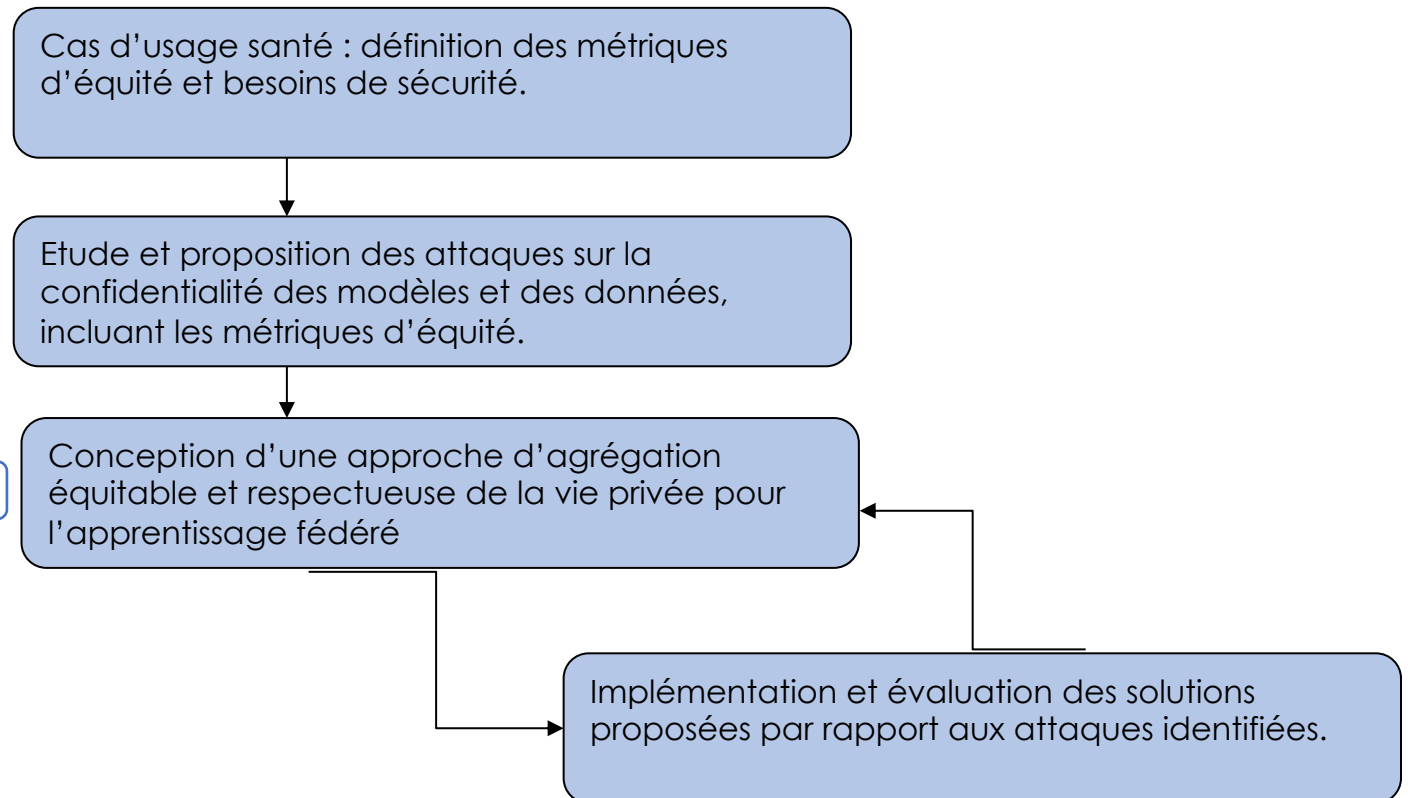 Cas d’usage santé : définition des métriques
d’équité et besoins de sécurité.
Etude et proposition des attaques sur la
confidentialité des modèles et des données,
incluant les métriques d’équité.
Conception d’une approche d’agrégation
équitable et respectueuse de la vie privée pour
l’apprentissage fédéré
Implémentation et évaluation des solutions
proposées par rapport aux attaques identifiées.